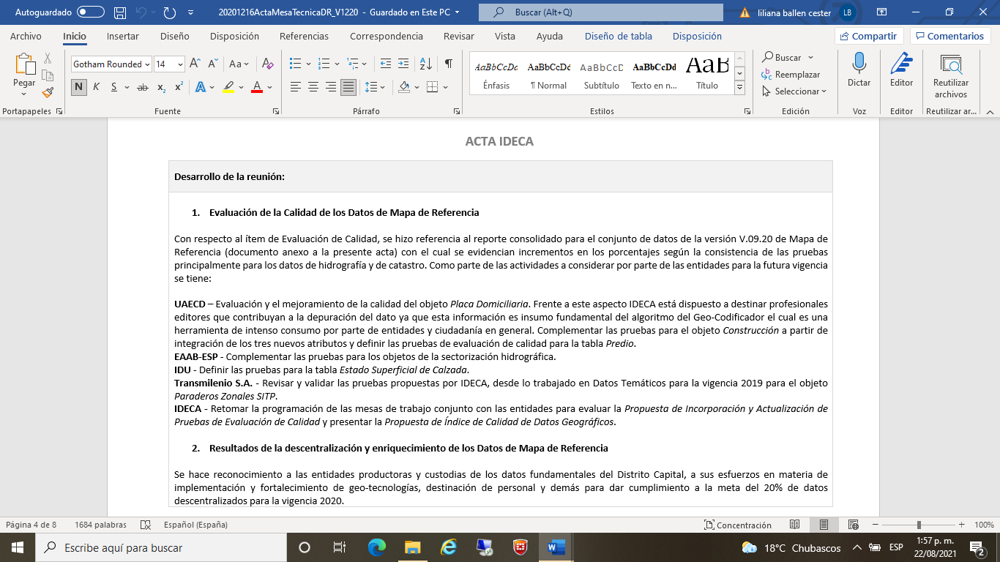 Autoguardado
20201216ActaMesaTecnicaDR_V1220 - Guardado en Este PC
Buscar (Alt+Q)
liliana ballen cester
LB
Archivo Inicio Insertar Diseño Disposición Referencias Correspondencia Revisar Vista Ayuda Diseño de tabla Disposición
Compartir
Comentarios
Pegar
Gotham Rounded 14
N K S ab x₂ x² A A
Aa
AaBbCcDc AaBbCcDd AaBbCcD AaBbCcDd AaB
Énfasis ¶ Normal Subtítulo Texto en n... Título
Buscar
Reemplazar
Seleccionar
Dictar
Editor
Reutilizar
archivos
Portapapeles Fuente Párrafo Estilos Edición Voz Editor Reutilizar ar...
ACTA IDECA
Desarrollo de la reunión:
1. Evaluación de la Calidad de los Datos de Mapa de Referencia
Con respecto al ítem de Evaluación de Calidad, se hizo referencia al reporte consolidado para el conjunto de datos de la versión V.09.20 de Mapa de
Referencia (documento anexo a la presente acta) con el cual se evidencian incrementos en los porcentajes según la consistencia de las pruebas
principalmente para los datos de hidrografía y de catastro. Como parte de las actividades a considerar por parte de las entidades para la futura vigencia
se tiene:
UAECD – Evaluación y el mejoramiento de la calidad del objeto Placa Domiciliaria. Frente a este aspecto IDECA está dispuesto a destinar profesionales
editores que contribuyan a la depuración del dato ya que esta información es insumo fundamental del algoritmo del Geo-Codificador el cual es una
herramienta de intenso consumo por parte de entidades y ciudadanía en general. Complementar las pruebas para el objeto Construcción a partir de
integración de los tres nuevos atributos y definir las pruebas de evaluación de calidad para la tabla Predio.
EAAB-ESP - Complementar las pruebas para los objetos de la sectorización hidrográfica.
IDU - Definir las pruebas para la tabla Estado Superficial de Calzada.
Transmilenio S.A. - Revisar y validar las pruebas propuestas por IDECA, desde lo trabajado en Datos Temáticos para la vigencia 2019 para el objeto
Paraderos Zonales SITP.
IDECA - Retomar la programación de las mesas de trabajo conjunto con las entidades para evaluar la Propuesta de Incorporación y Actualización de
Pruebas de Evaluación de Calidad y presentar la Propuesta de Índice de Calidad de Datos Geográficos.
2. Resultados de la descentralización y enriquecimiento de los Datos de Mapa de Referencia
Se hace reconocimiento a las entidades productoras y custodias de los datos fundamentales del Distrito Capital, a sus esfuerzos en materia de
implementación y fortalecimiento de geo-tecnologías, destinación de personal y demás para dar cumplimiento a la meta del 20% de datos
descentralizados para la vigencia 2020.
Página 4 de 8 1684 palabras Español (España) Concentración 100%
Escribe aquí para buscar
18°C Chubascos
ESP
1:57 p. m.
22/08/2021
2